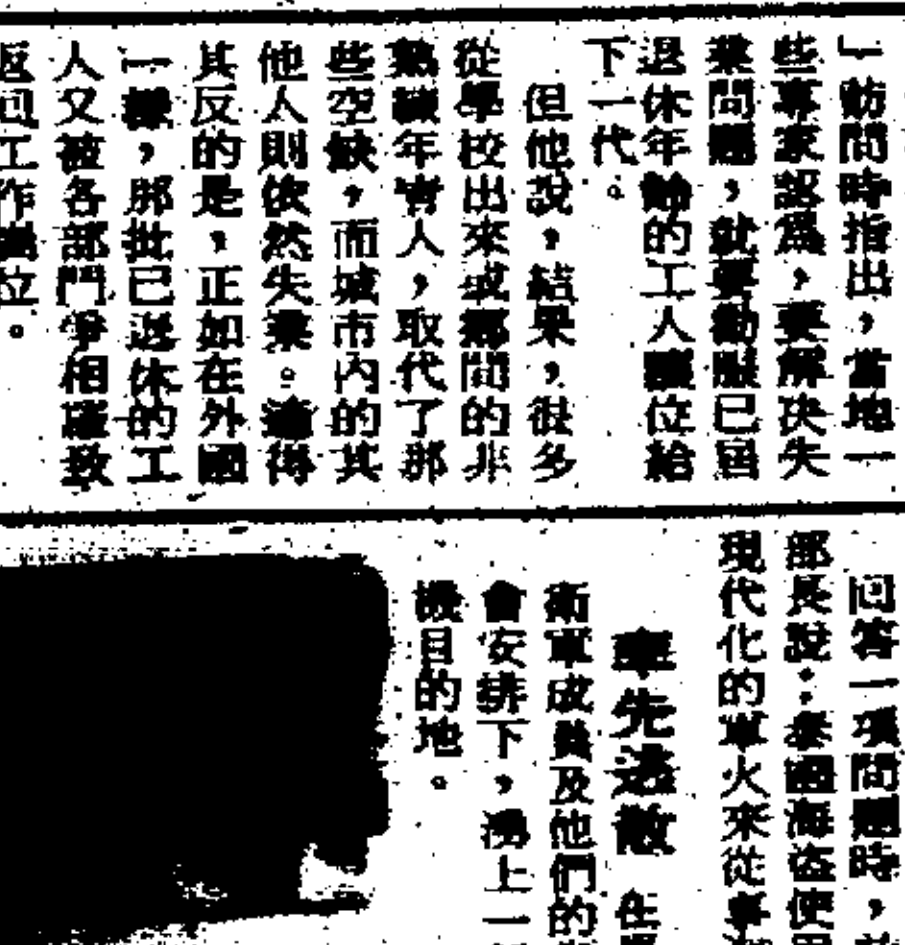 」訪問時指出，當地一
些專家認爲，要解決失
業問題，就要勸服已屆
退休年齡的工人讓位給
下一代。
但他說，結果，很多
從學校出來或鄉間的非
熟練年青人，取代了那
些空缺，而城市內的其
他人則依然失業。適得
其反的是，正如在外國
一樣，那批已退休的工
人又被各部門爭相羅致
返回工作崗位。
回答一項問題時，
部長說：泰國海盜使用
現代化的軍火來從事
率先逃散 在
衛軍成員及他們的
會安排下，湧上一
機目的地。